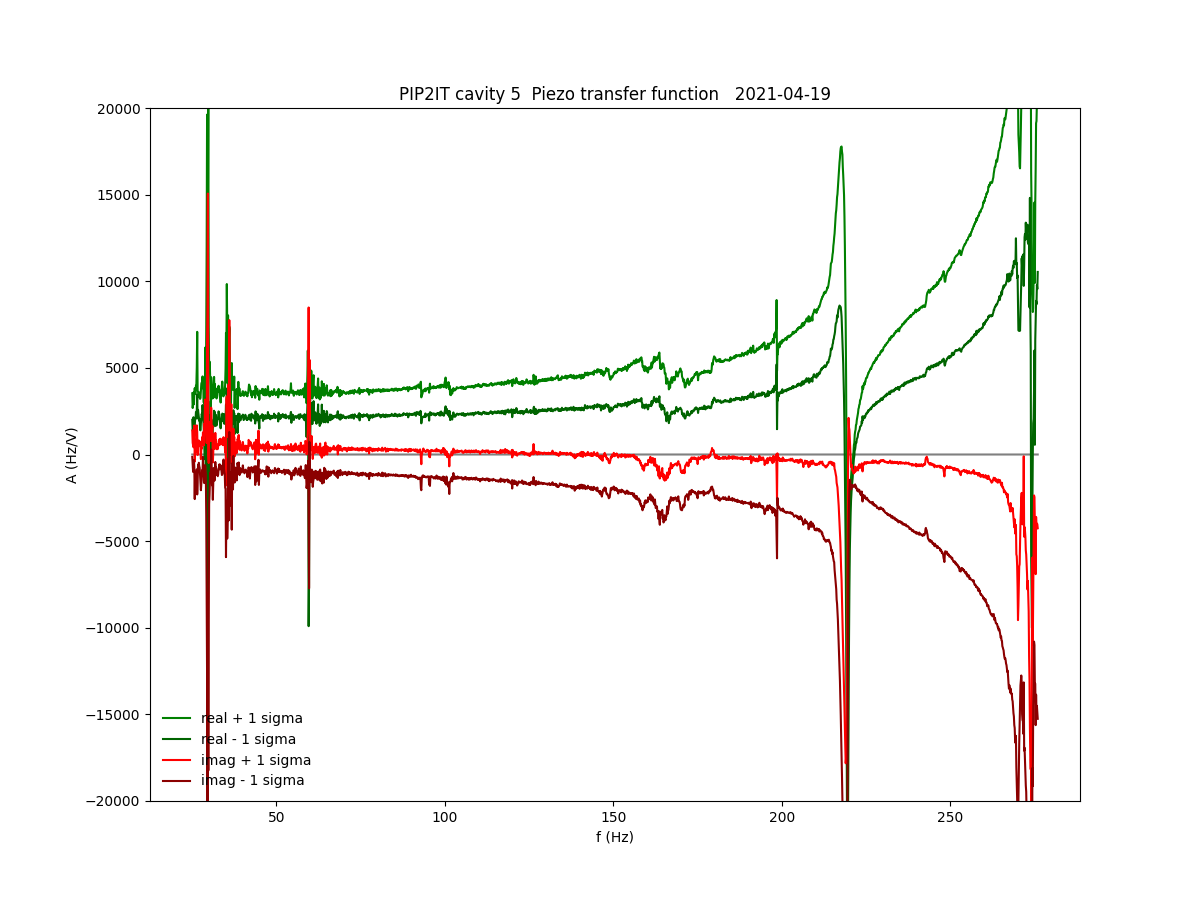 PIP2IT cavity 5  Piezo transfer function   2021-04-19
20000
15000
10000
5000
0
−5000
−10000
−15000
−20000
A (Hz/V)
real + 1 sigma
real - 1 sigma
imag + 1 sigma
imag - 1 sigma
50 100 150 200 250
f (Hz)